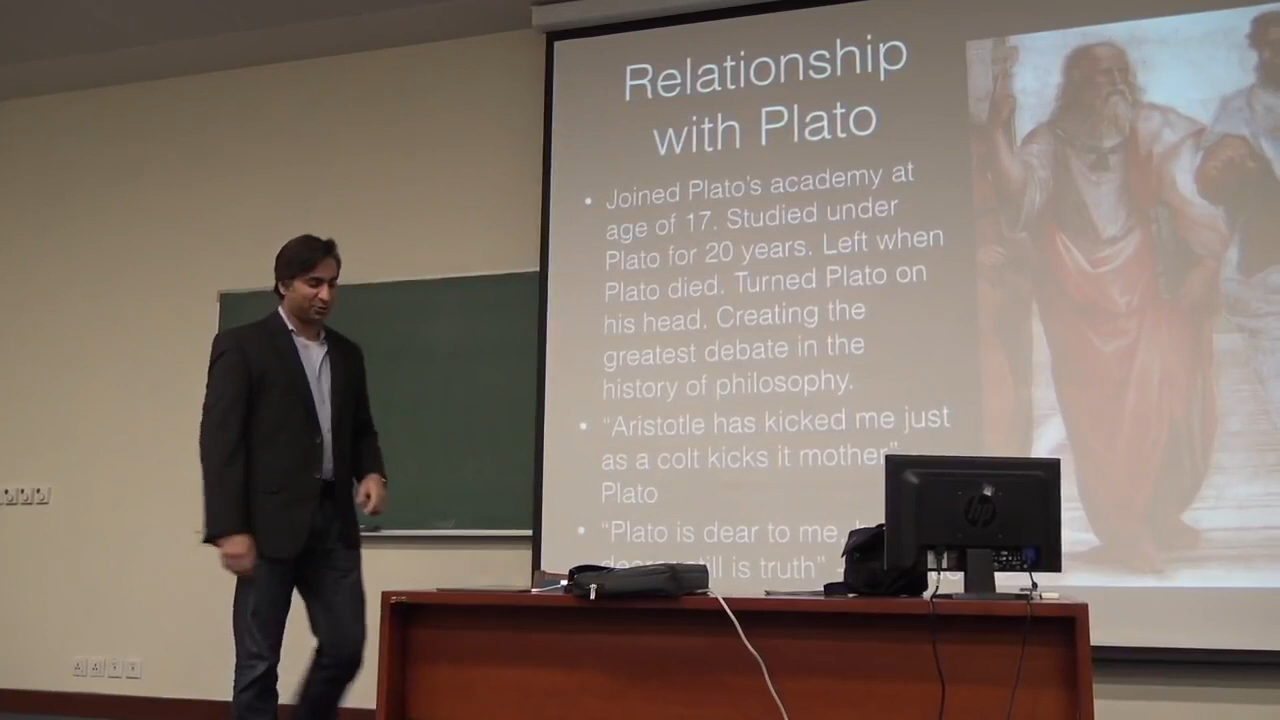 Relationship
with Plato
• Joined Plato's academy at
age of 17. Studied under
Plato for 20 years. Left when
Plato died. Turned Plato on
his head. Creating the
greatest debate in the
history of philosophy.
• “Aristotle has kicked me just
as a colt kicks it mother”
Plato
• “Plato is dear to me,
still is truth” -
hp